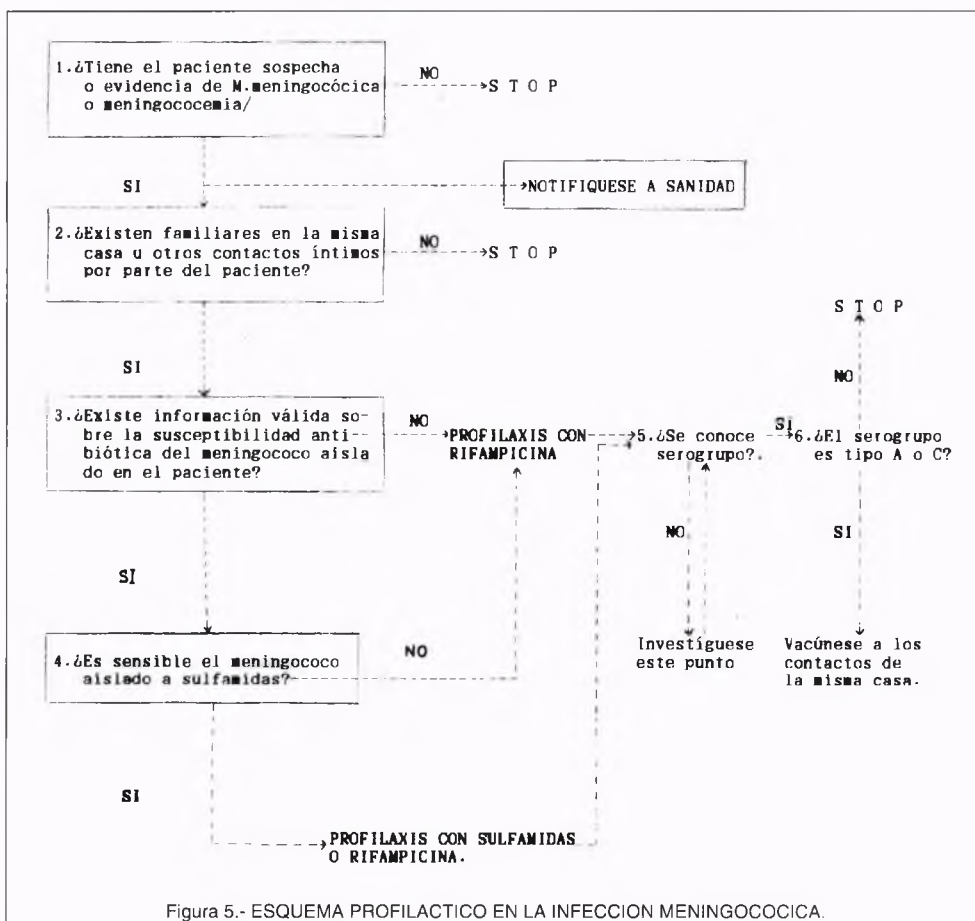 1.¿Tiene el paciente sospecha
o evidencia de M.meningocócica
o meningococemia/
NO
S T O P
SI
NOTIFIQUESE A SANIDAD
2.¿Existen familiares en la misma
casa u otros contactos íntimos
por parte del paciente?
NO
S T O P
S T O P
SI
NO
3.¿Existe información válida so-
bre la susceptibilidad anti-
biótica del meningococo aisla
do en el paciente?
NO
PROFILAXIS CON
RIFAMPICINA
5.¿Se conoce
serogrupo?.
SI
6.¿El serogrupo
es tipo A o C?
NO
SI
SI
4.¿Es sensible el meningococo
aislado a sulfamidas?
NO
Investíguese
este punto
Vacúnese a los
contactos de
la misma casa.
SI
PROFILAXIS CON SULFAMIDAS
O RIFAMPICINA.
Figura 5.- ESQUEMA PROFILACTICO EN LA INFECCION MENINGOCOCICA.